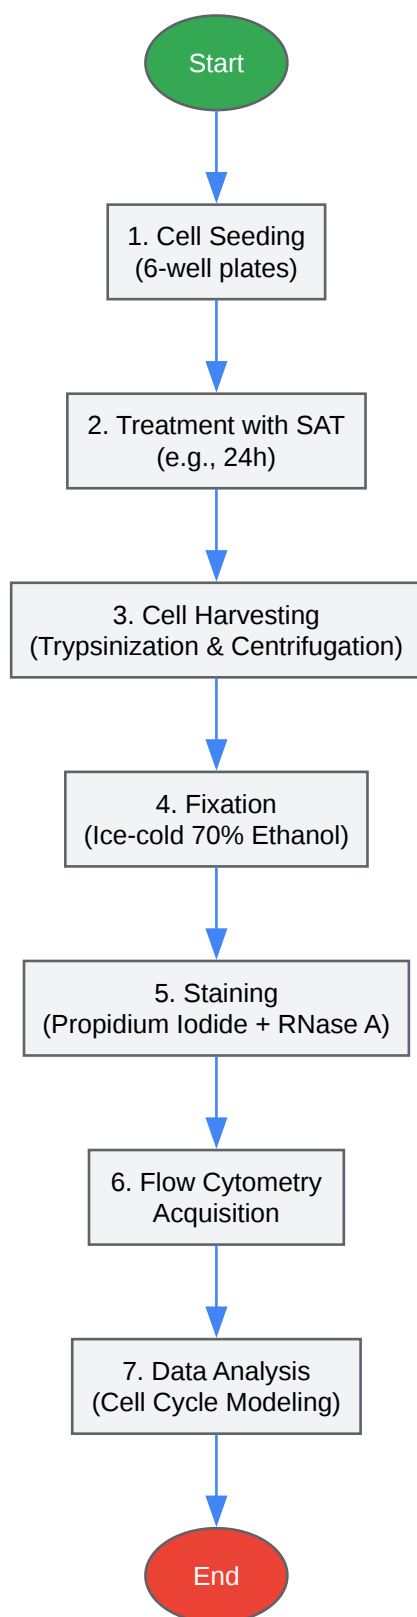 Start
1. Cell Seeding
(6-well plates)
2. Treatment with SAT
(e.g., 24h)
3. Cell Harvesting
(Trypsinization & Centrifugation)
4. Fixation
(Ice-cold 70% Ethanol)
5. Staining
(Propidium Iodide + RNase A)
6. Flow Cytometry
Acquisition
7. Data Analysis
(Cell Cycle Modeling)
End